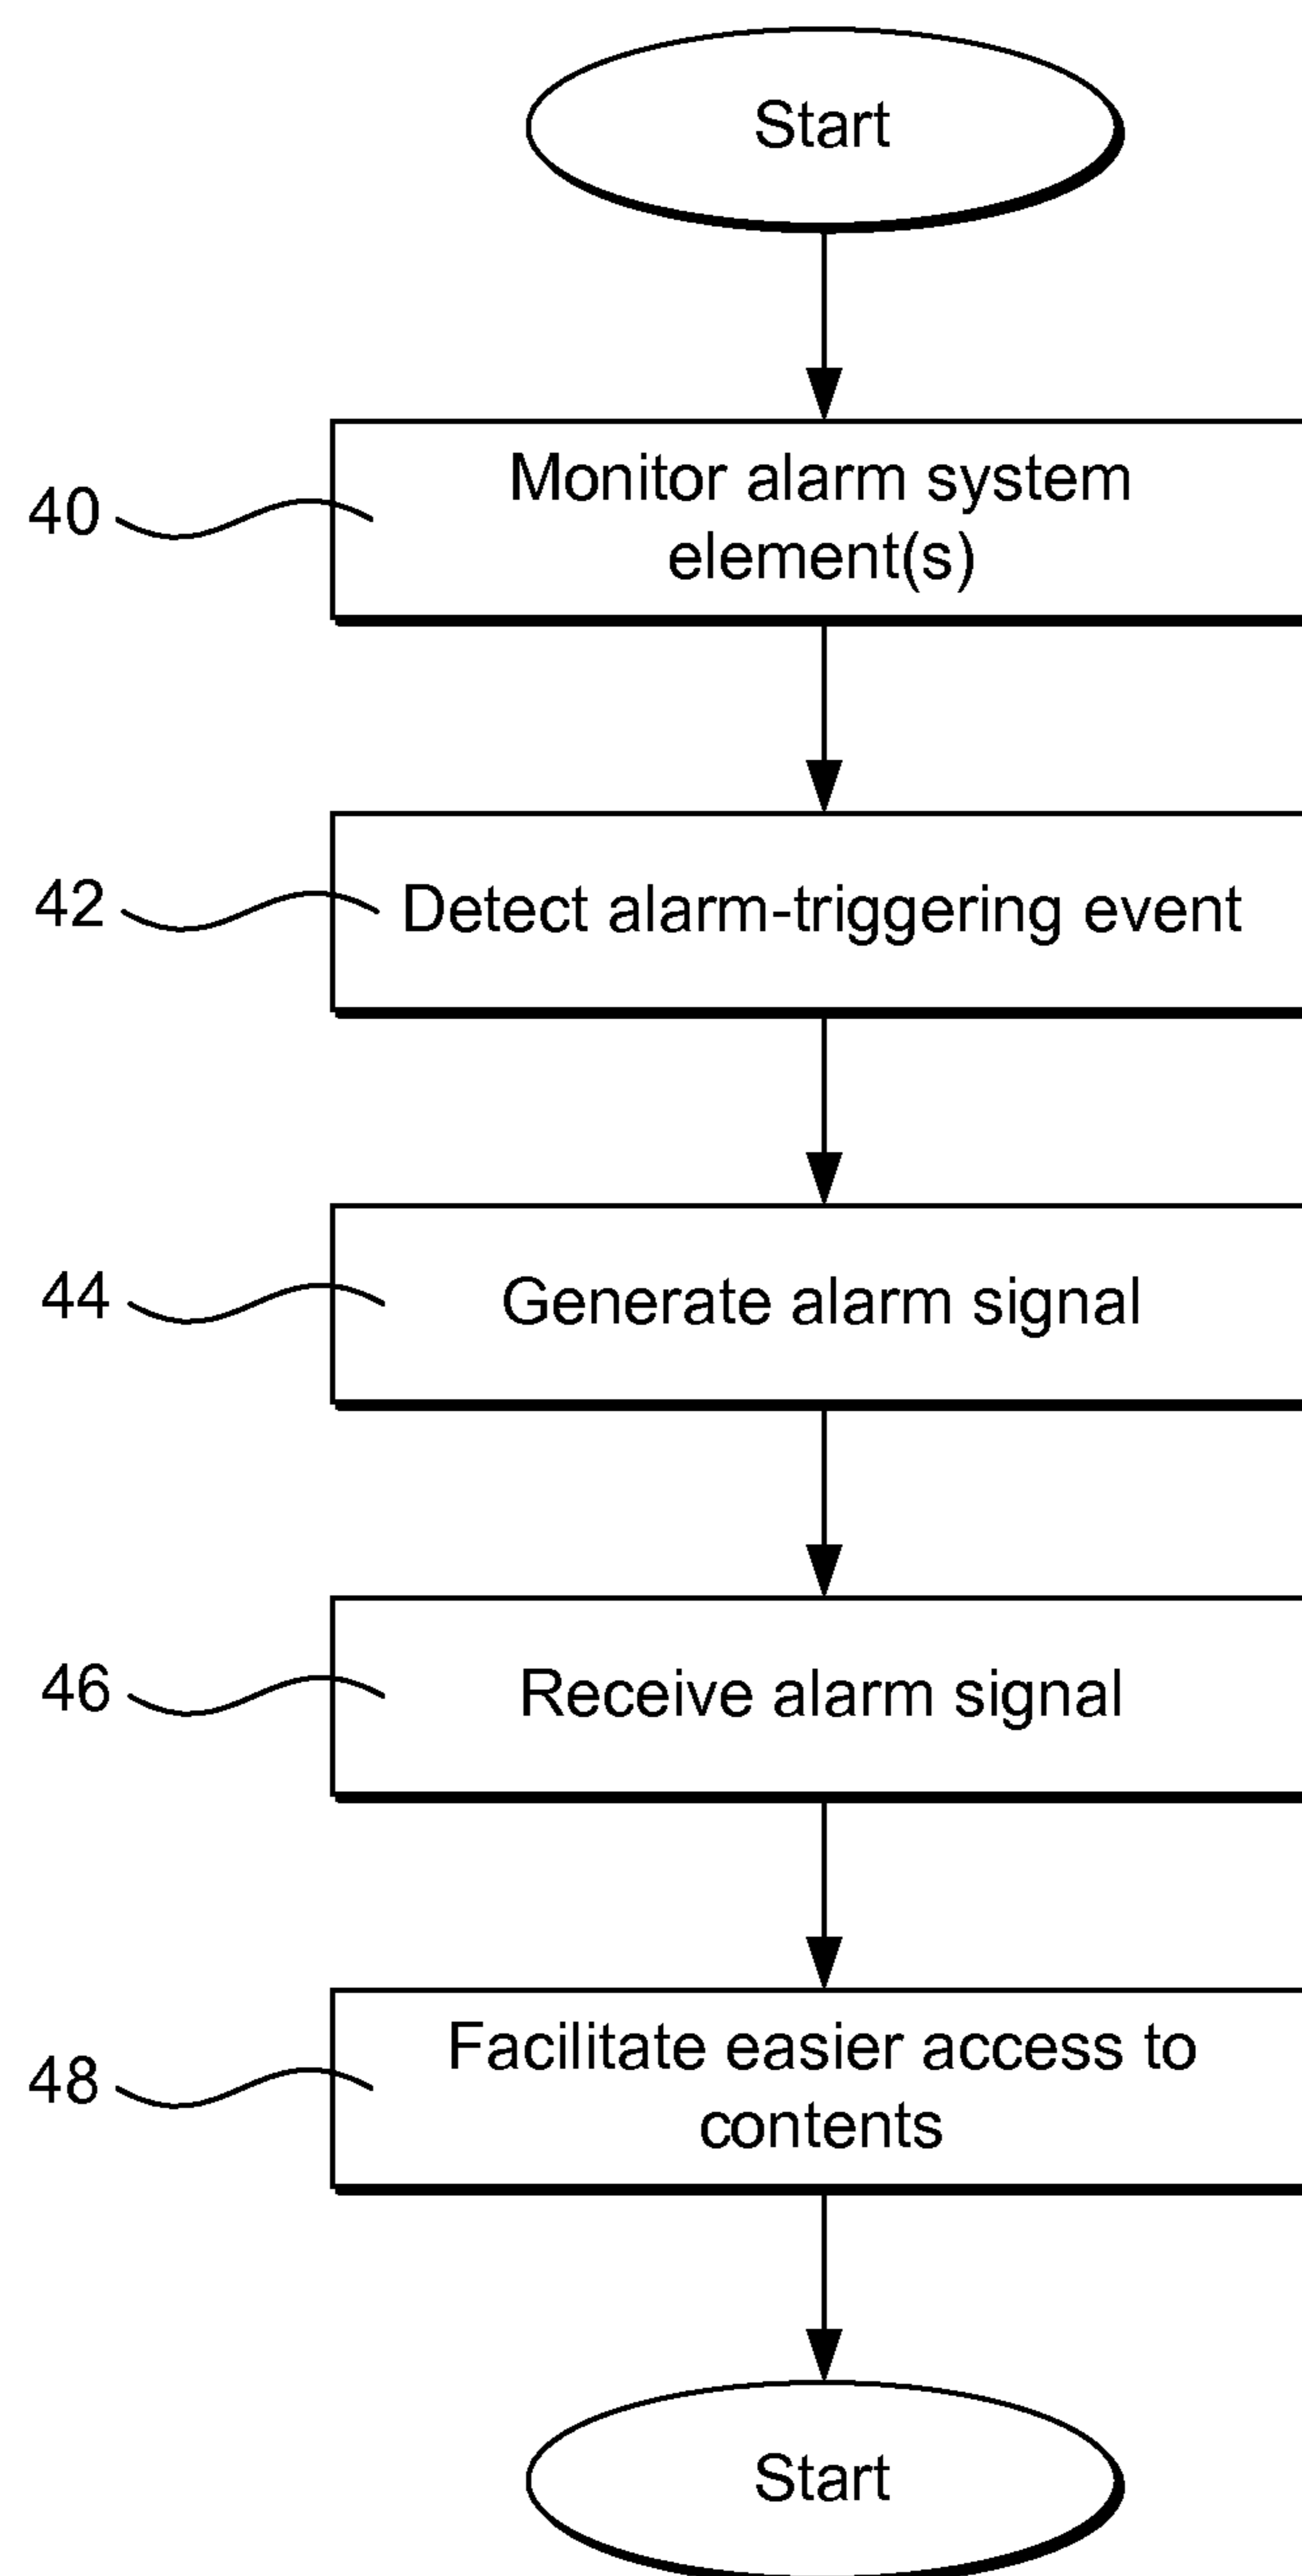 Start
40
Monitor alarm system
element(s)
42
Detect alarm-triggering event
44
Generate alarm signal
46
Receive alarm signal
48
Facilitate easier access to
contents
Start